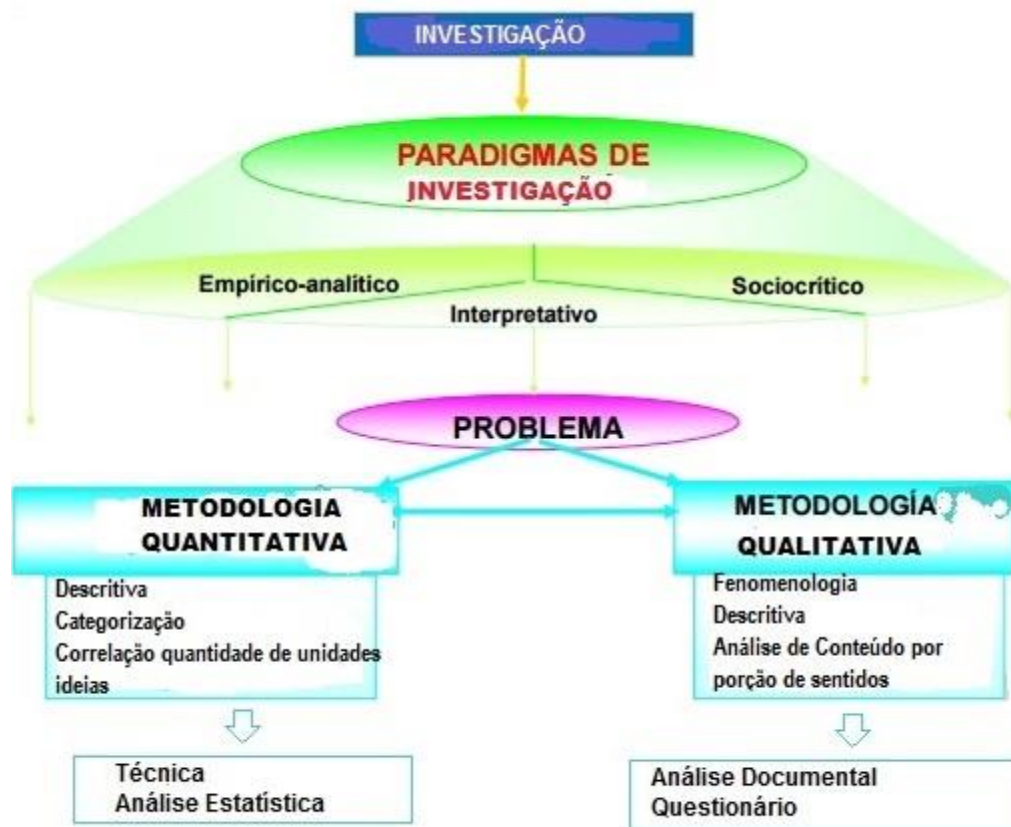 INVESTIGAÇÃO
PARADIGMAS DE
INVESTIGAÇÃO
Empírico-analítico
Sociocrítico
Interpretativo
PROBLEMA
METODOLOGIA
QUANTITATIVA
Descritiva
Categorização
Correlação quantidade de unidades
ideias
Técnica
Análise Estatística
METODOLOGÍA
QUALITATIVA
Fenomenologia
Descritiva
Análise de Conteúdo por
porção de sentidos
Análise Documental
Questionário